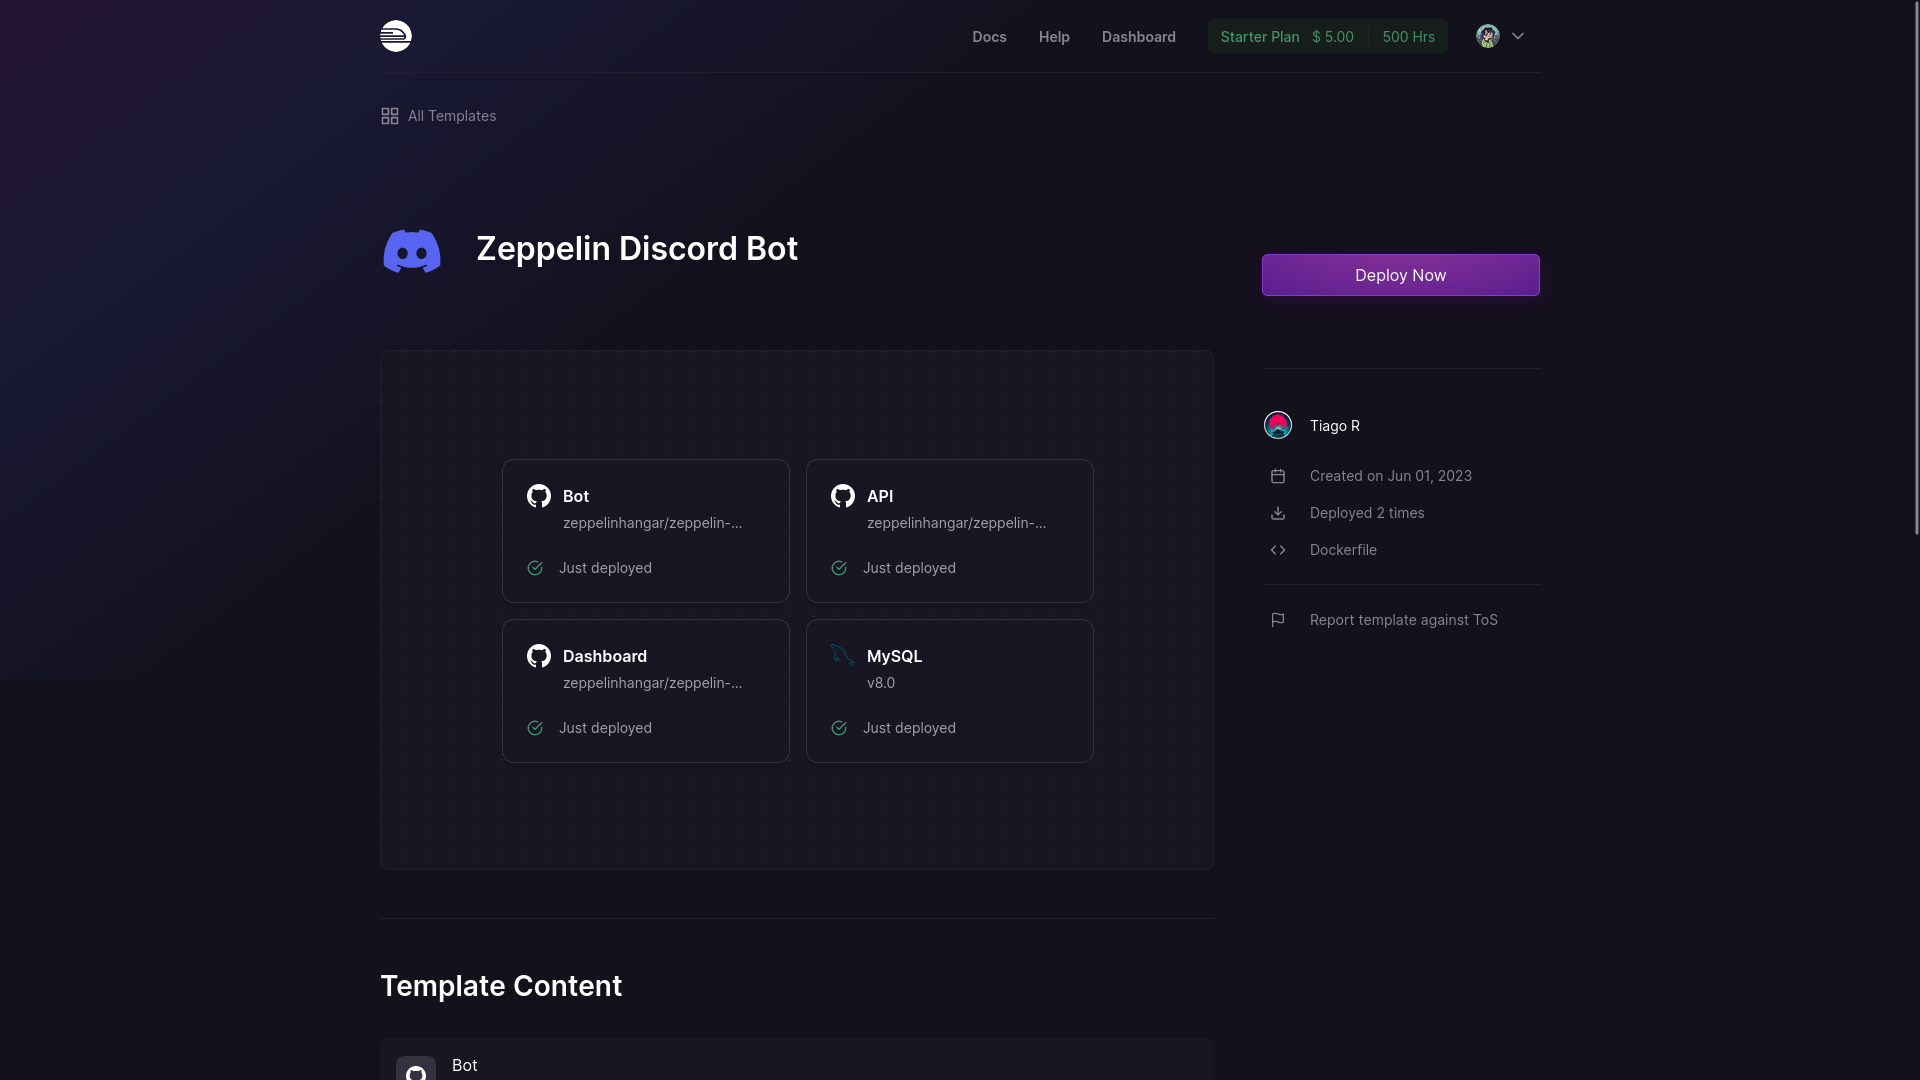 Docs
Help
Dashboard
Starter Plan $ 5.00 500 Hrs
All Templates
Zeppelin Discord Bot
Deploy Now
Bot
zeppelinhangar/zeppelin-...
Just deployed
API
zeppelinhangar/zeppelin-...
Just deployed
Dashboard
zeppelinhangar/zeppelin-...
Just deployed
MySQL
v8.0
Just deployed
Tiago R
Created on Jun 01, 2023
Deployed 2 times
Dockerfile
Report template against ToS
Template Content
Bot